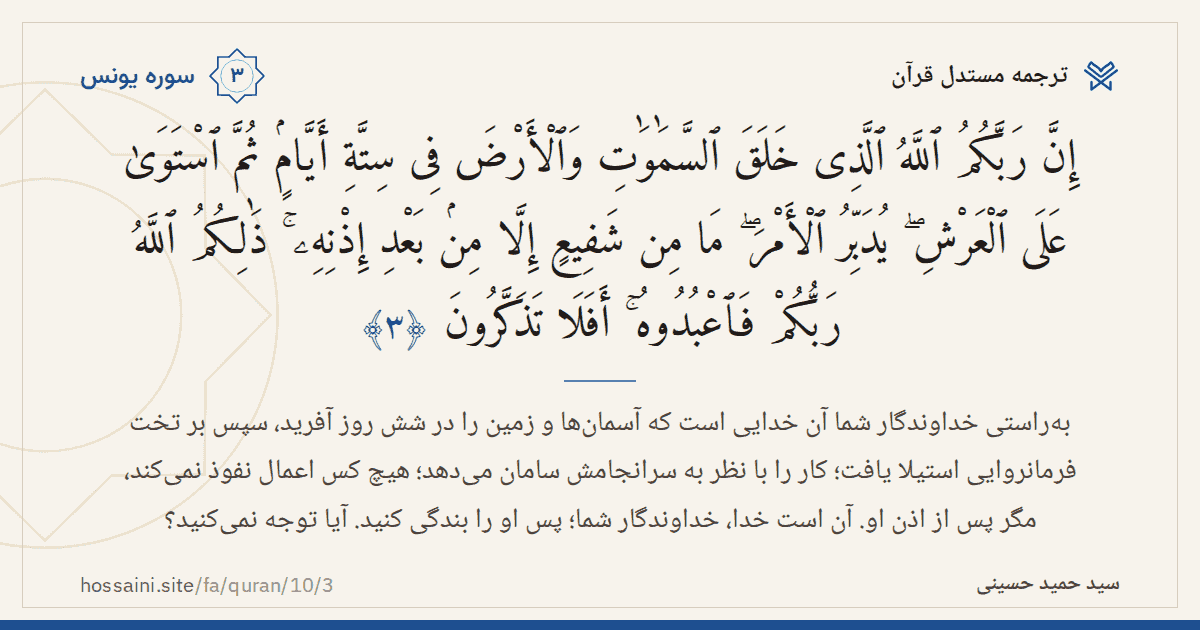 ترجمه مستدل قرآن
سوره یونس ۳
إِنَّ رَبَّكُمُ ٱللَّهُ ٱلَّذِى خَلَقَ ٱلسَّمَٰوَٰتِ وَٱلْأَرْضَ فِى سِتَّةِ أَيَّامٍۢ ثُمَّ ٱسْتَوَىٰ
عَلَى ٱلْعَرْشِ ۖ يُدَبِّرُ ٱلْأَمْرَ ۖ مَا مِن شَفِيعٍ إِلَّا مِنۢ بَعْدِ إِذْنِهِۦ ۚ ذَٰلِكُمُ ٱللَّهُ
رَبُّكُمْ فَٱعْبُدُوهُ ۚ أَفَلَا تَذَكَّرُونَ ﴿۳﴾
به‌راستی خداوندگار شما آن خدایی است که آسمان‌ها و زمین را در شش روز آفرید، سپس بر تخت
فرمانروایی استیلا یافت؛ کار را با نظر به سرانجامش سامان می‌دهد؛ هیچ کس اعمال نفوذ نمی‌کند،
مگر پس از اذن او. آن است خدا، خداوندگار شما؛ پس او را بندگی کنید. آیا توجه نمی‌کنید؟
سید حمید حسینی
hossaini.site/fa/quran/10/3